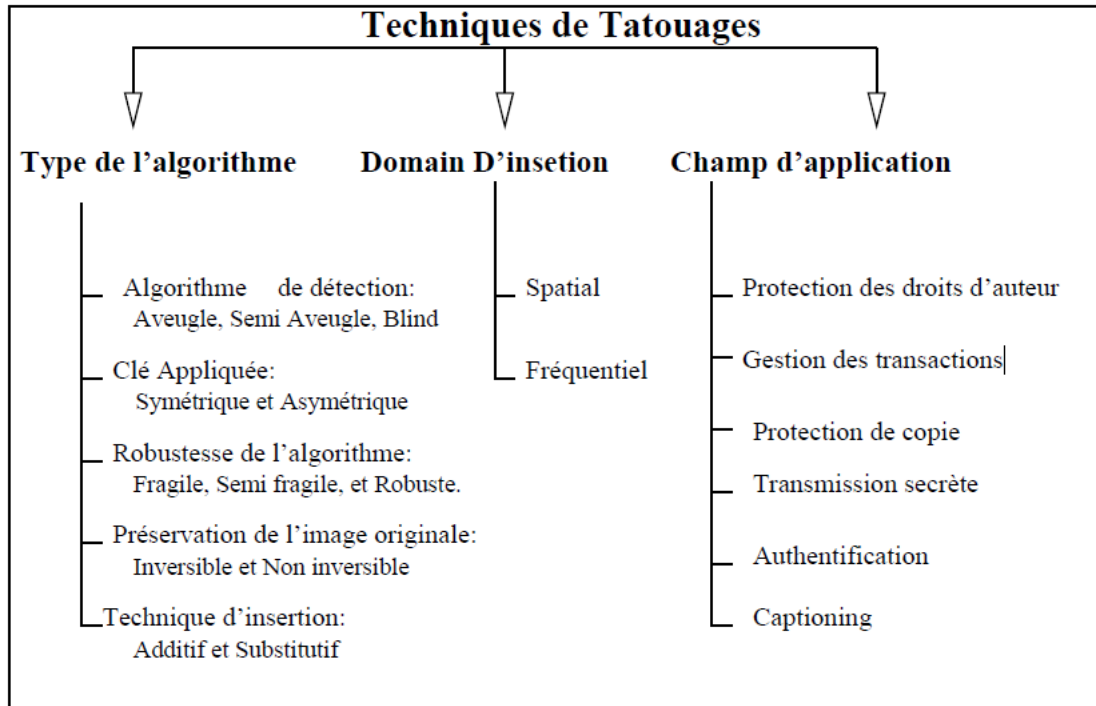 Techniques de Tatouages
Type de l’algorithme
Algorithme de détection:
Aveugle, Semi Aveugle, Blind
Clé Appliquée:
Symétrique et Asymétrique
Robustesse de l’algorithme:
Fragile, Semi fragile, et Robuste.
Préservation de l’image originale:
Inversible et Non inversible
Technique d’insertion:
Additif et Substitutif
Domain D’insetion
Spatial
Fréquentiel
Champ d’application
Protection des droits d’auteur
Gestion des transactions
Protection de copie
Transmission secrète
Authentification
Captioning